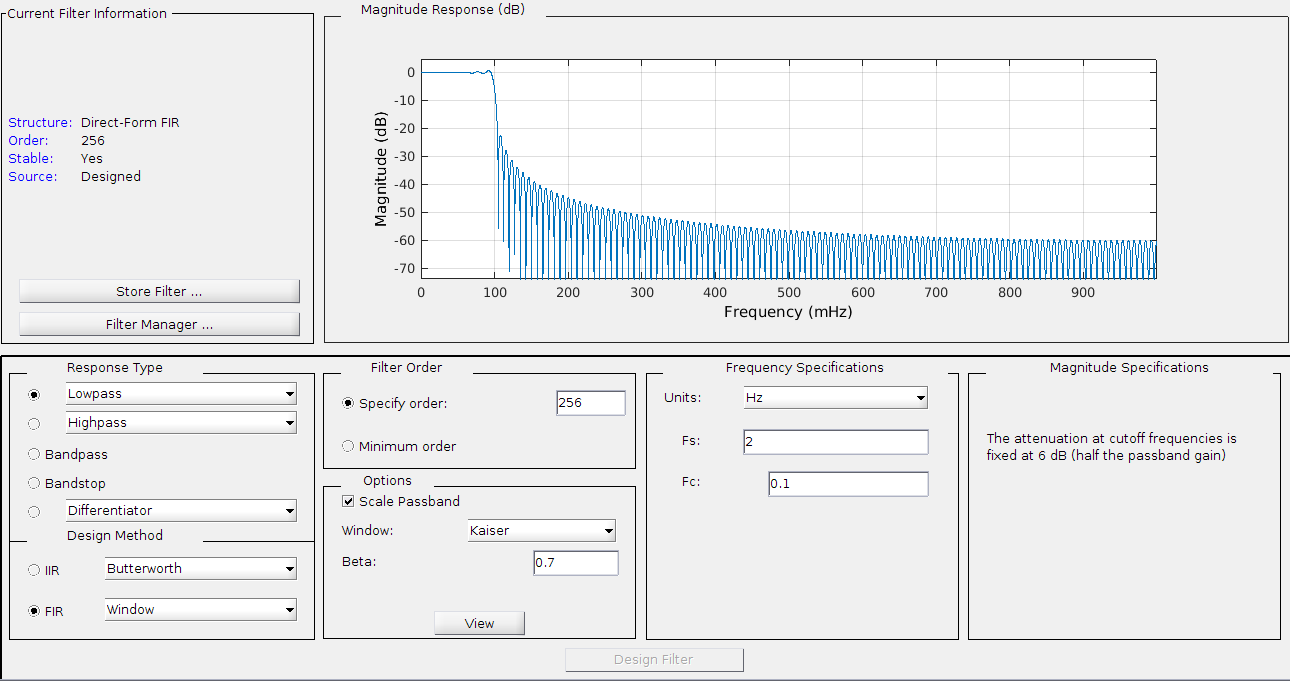 Current Filter Information
Structure: Direct-Form FIR
Order: 256
Stable: Yes
Source: Designed
Store Filter ...
Filter Manager ...
Magnitude Response (dB)
Magnitude (dB)
0
-10
-20
-30
-40
-50
-60
-70
0 100 200 300 400 500 600 700 800 900
Frequency (mHz)
Response Type
Lowpass
Highpass
Bandpass
Bandstop
Differentiator
Design Method
IIR Butterworth
FIR Window
Filter Order
Specify order: 256
Minimum order
Options
Scale Passband
Window: Kaiser
Beta: 0.7
View
Frequency Specifications
Units: Hz
Fs: 2
Fc: 0.1
Magnitude Specifications
The attenuation at cutoff frequencies is
fixed at 6 dB (half the passband gain)
Design Filter